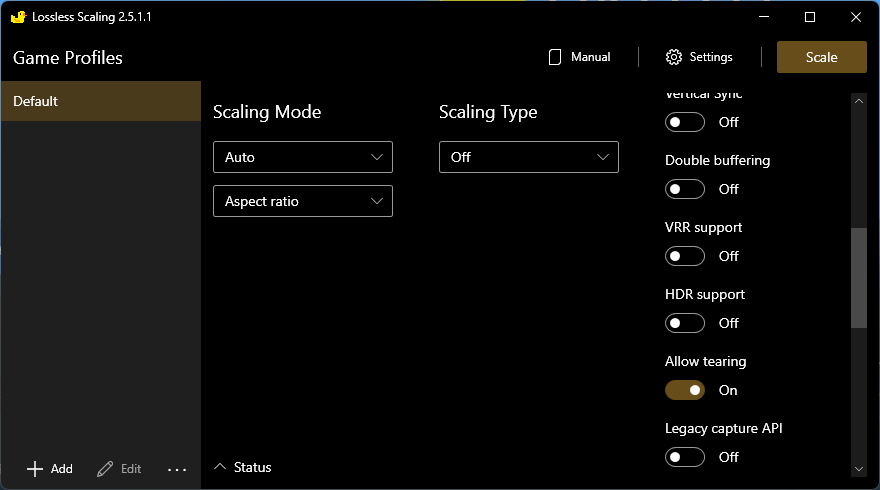 Lossless Scaling 2.5.1.1
Game Profiles
Manual
Settings
Scale
Default
Scaling Mode
Auto
Aspect ratio
Scaling Type
Off
Vertical Sync
Off
Double buffering
Off
VRR support
Off
HDR support
Off
Allow tearing
On
Legacy capture API
Off
Add
Edit
...
Status